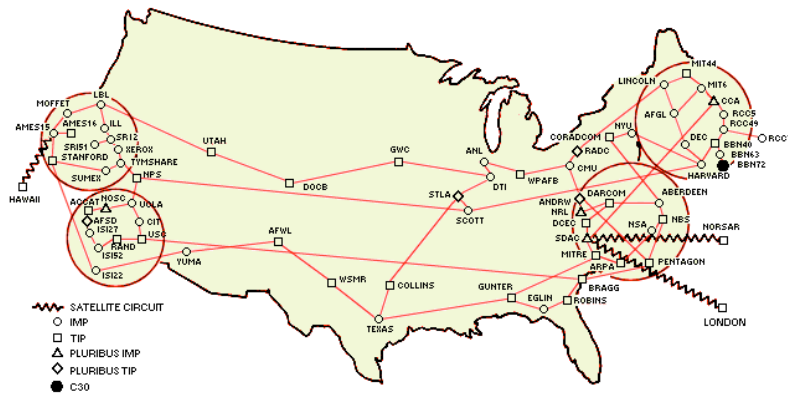 MIT44
LINCOLN
MIT6
CCA
RCC5
RCC49
AFGL
DEC
BBN40
BBN63
BBN72
HARVARD
CORADCOM
NYU
RADC
CMU
LBL
MOFFET
AMES15
AMES16
ILL
SRI2
SRI51
XEROX
STANFORD
TYMSHARE
SUMEX
NPS
HAWAII
UTAH
DOCB
GWC
ANL
DTI
WPAFB
STLA
SCOTT
ACCAT
NOSC
UCLA
AFSD
CIT
ISI27
USC
RAND
ISI52
ISI22
YUMA
AFWL
WSMR
COLLINS
TEXAS
GUNTER
EGLIN
ROBINS
BRAGG
DARCOM
ABERDEEN
ANDRW
NRL
DCEC
NBS
NSA
SDAC
MITRE
ARPA
PENTAGON
NORSAR
LONDON
SATELLITE CIRCUIT
IMP
TIP
PLURIBUS IMP
PLURIBUS TIP
C30